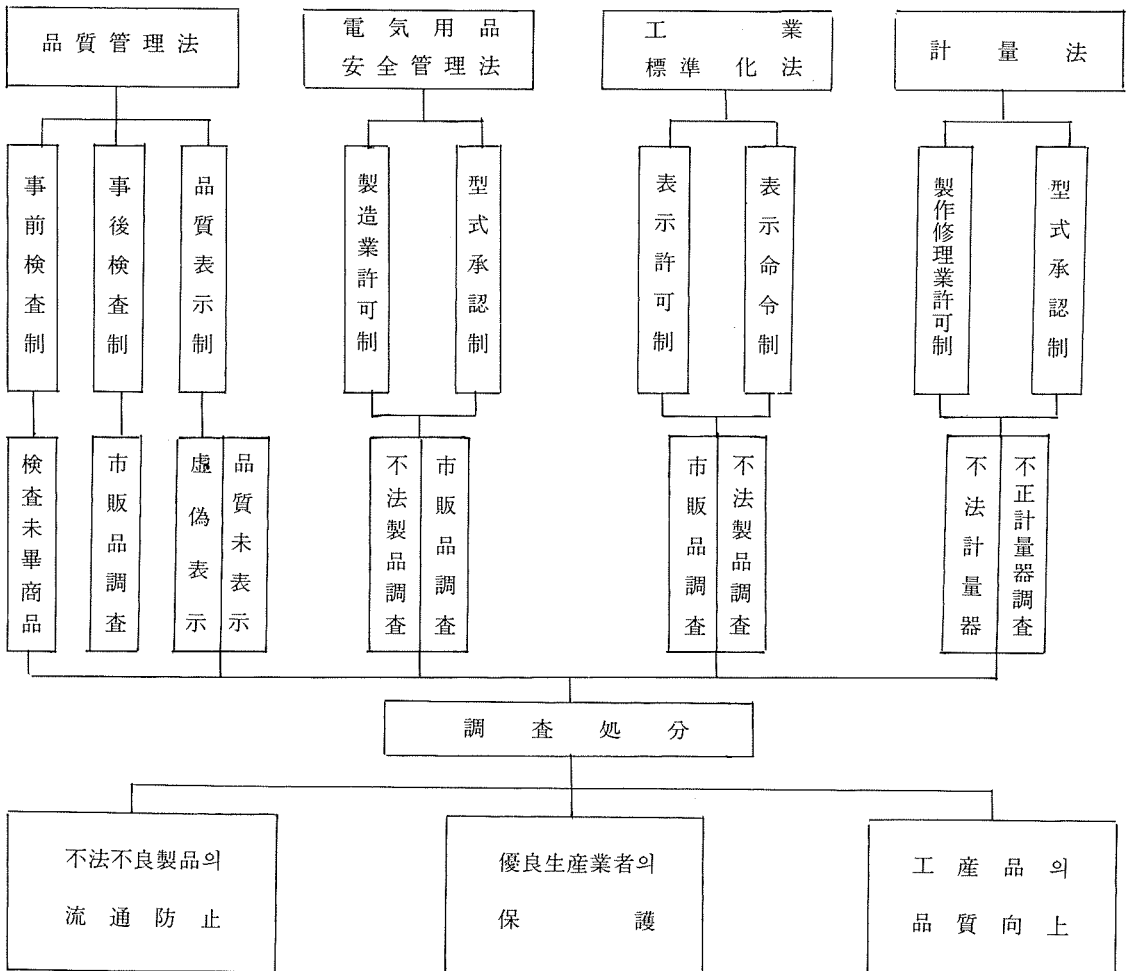 品質管理法
電気用品
安全管理法
工業
標準化法
計量法
事前検査制
事後検査制
品質表示制
製造業許可制
型式承認制
表示許可制
表示命令制
製作修理業許可制
型式承認制
検査未畢商品
市販品調査
虚偽表示
品質未表示
不法製品調査
市販品調査
市販品調査
不法製品調査
不法計量器
不正計量器調査
調査処分
不法不良製品의
流通防止
優良生産業者의
保護
工産品의
品質向上